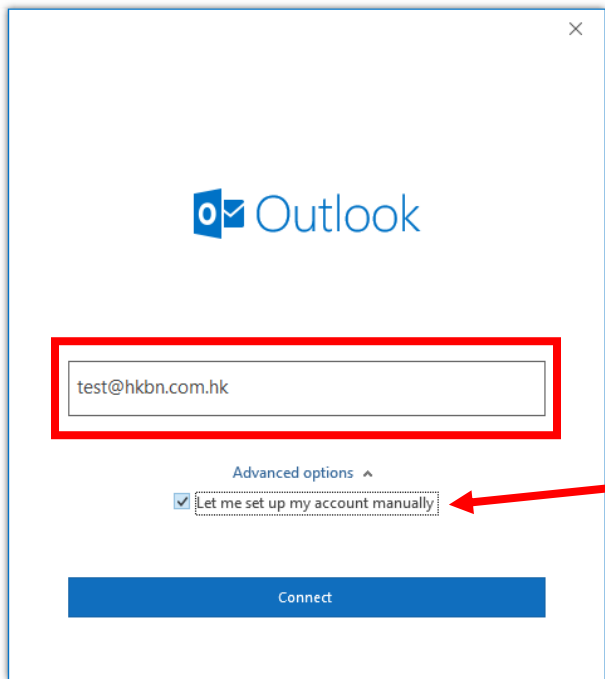 Outlook
test@hkbn.com.hk
Advanced options
Let me set up my account manually
Connect